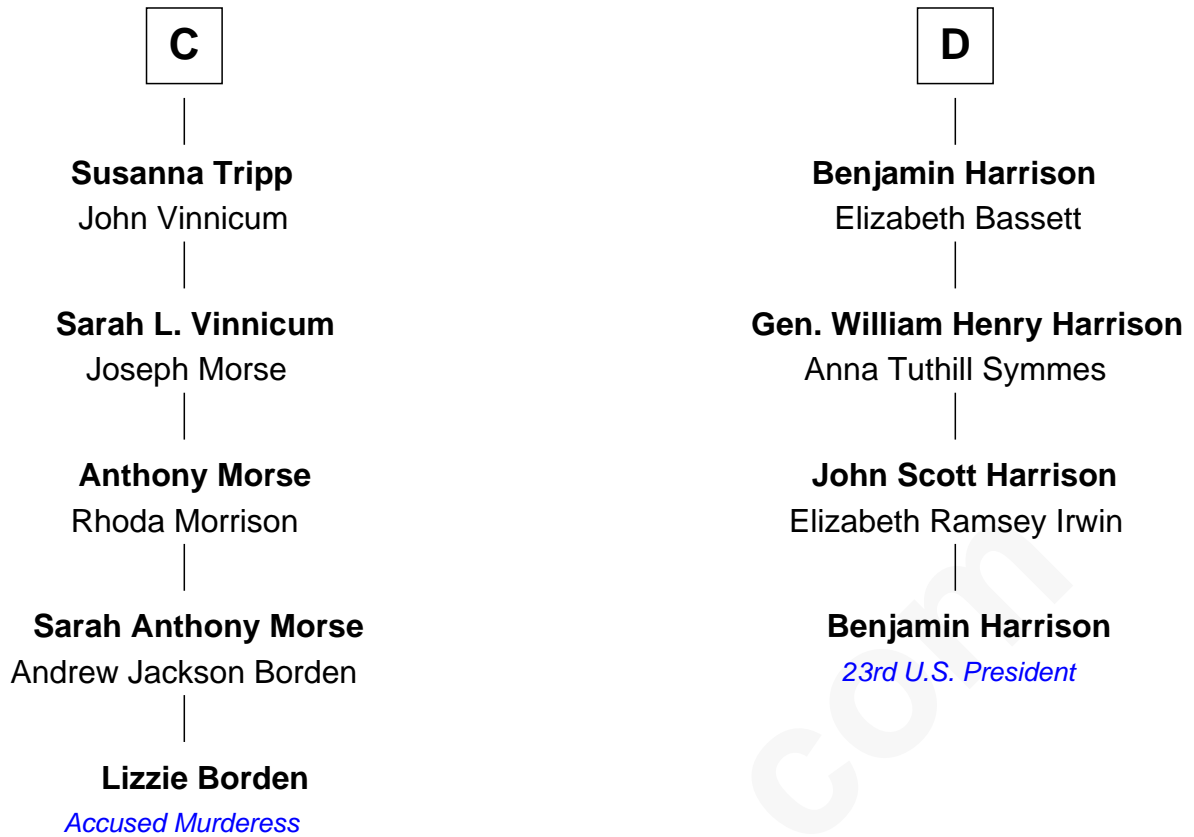 C
Susanna Tripp
John Vinnicum
Sarah L. Vinnicum
Joseph Morse
Anthony Morse
Rhoda Morrison
Sarah Anthony Morse
Andrew Jackson Borden
Lizzie Borden
Accused Murderess
D
Benjamin Harrison
Elizabeth Bassett
Gen. William Henry Harrison
Anna Tuthill Symmes
John Scott Harrison
Elizabeth Ramsey Irwin
Benjamin Harrison
23rd U.S. President
com